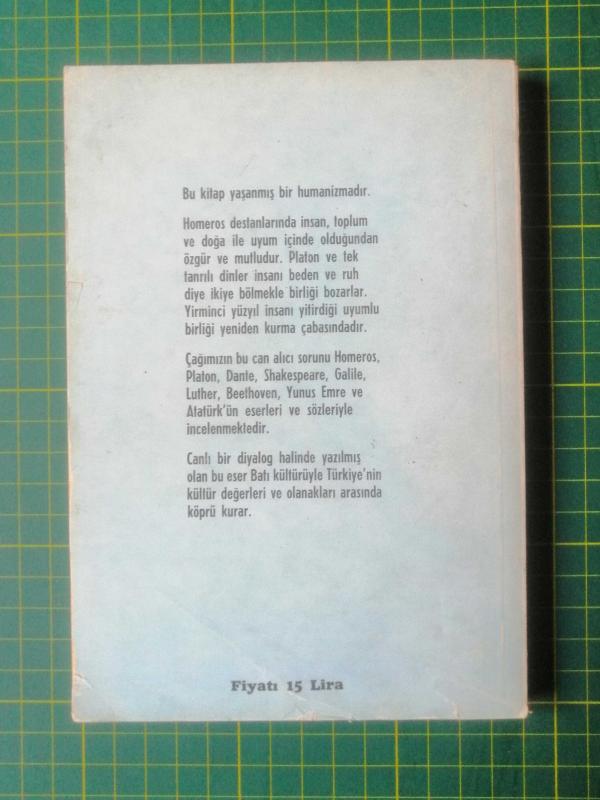 Bu kitap yaşanmış bir humanizmadır.
Homeros destanlarında insan, toplum
ve doğa ile uyum içinde olduğundan
özgür ve mutludur. Platon ve tek
tanrılı dinler insanı beden ve ruh
diye ikiye bölmekle birliği bozarlar.
Yirminci yüzyıl insanı yitirdiği uyumlu
birliği yeniden kurma çabasındadır.
Çağımızın bu can alıcı sorunu Homeros,
Platon, Dante, Shakespeare, Galile,
Luther, Beethoven, Yunus Emre ve
Atatürk'ün eserleri ve sözleriyle
incelenmektedir.
Canlı bir diyalog halinde yazılmış
olan bu eser Batı kültürüyle Türkiye'nin
kültür değerleri ve olanakları arasında
köprü kurar.
Fiyatı 15 Lira